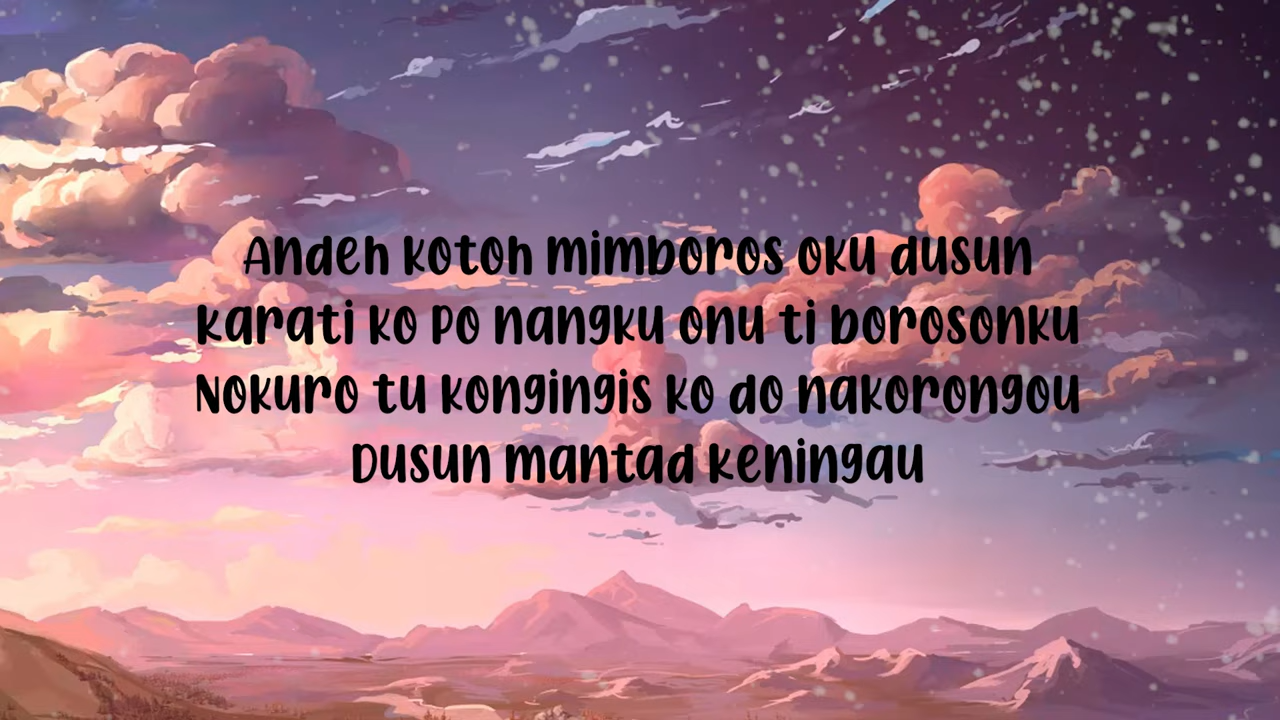 Andeh kotoh mimboros oku dusun
karati ko po nangku onu ti borosonku
Nokuro tu kongingis ko do nakorongou
Dusun mantad keningau